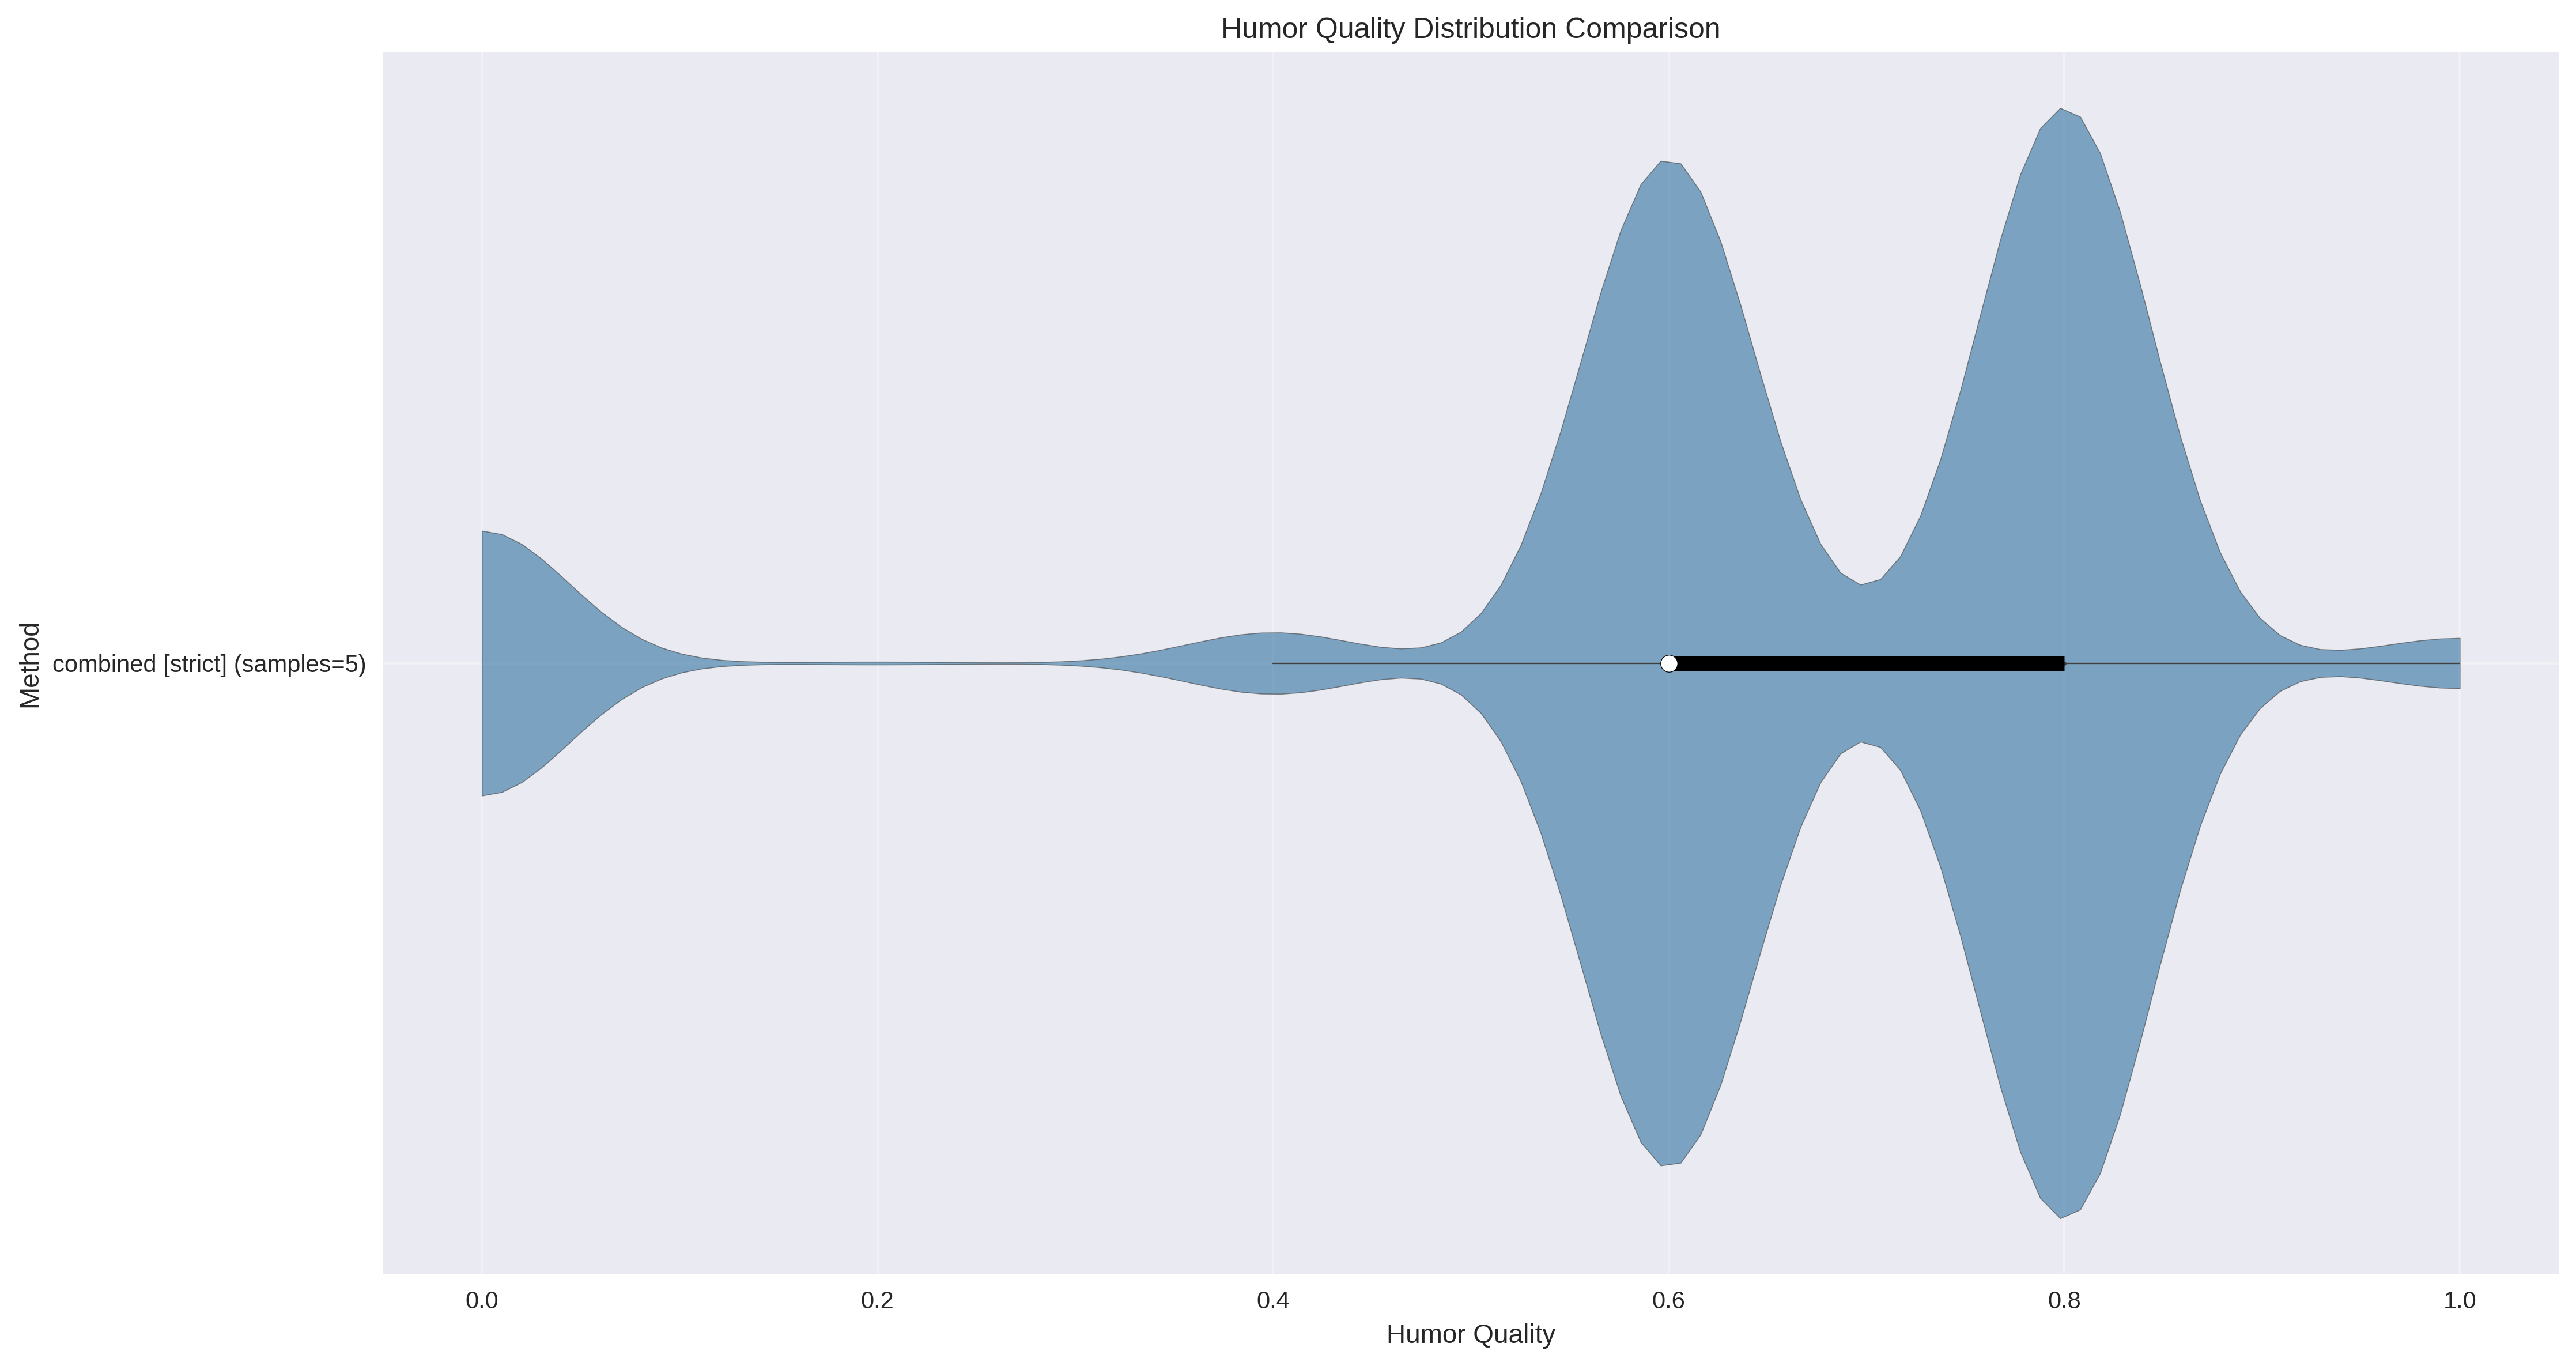 Humor Quality Distribution Comparison
Method
combined [strict] (samples=5)
0.0
0.2
0.4
0.6
0.8
1.0
Humor Quality